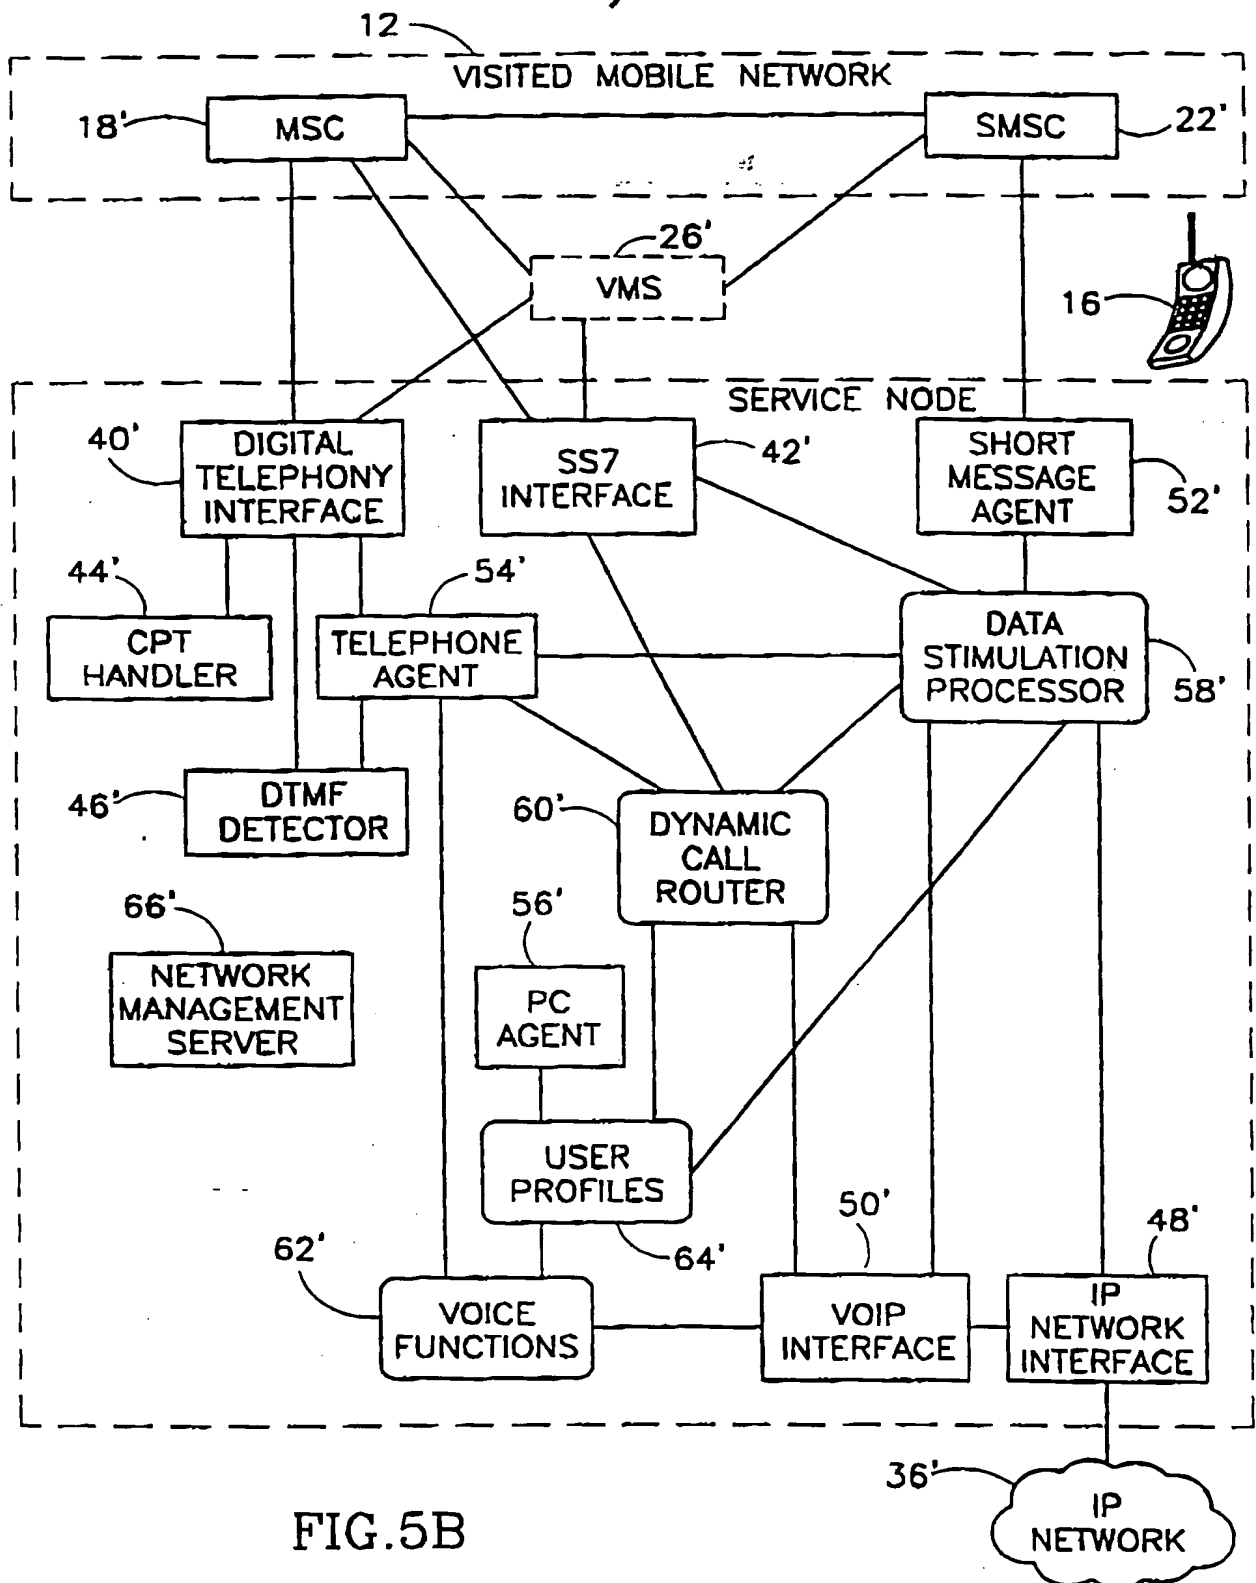 12
VISITED MOBILE NETWORK
18'
MSC
SMSC
22'
26'
VMS
16
SERVICE NODE
40'
DIGITAL
TELEPHONY
INTERFACE
SS7
INTERFACE
42'
SHORT
MESSAGE
AGENT
52'
44'
CPT
HANDLER
54'
TELEPHONE
AGENT
DATA
STIMULATION
PROCESSOR
58'
46'
DTMF
DETECTOR
60'
DYNAMIC
CALL
ROUTER
66'
NETWORK
MANAGEMENT
SERVER
56'
PC
AGENT
USER
PROFILES
64'
62'
VOICE
FUNCTIONS
50'
VOIP
INTERFACE
48'
IP
NETWORK
INTERFACE
36'
IP
NETWORK
FIG.5B